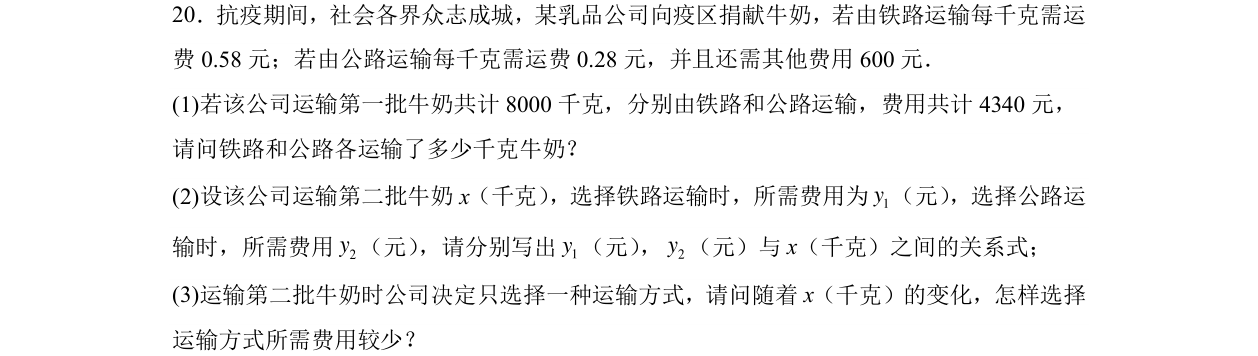 20．抗疫期间，社会各界众志成城，某乳品公司向疫区捐献牛奶，若由铁路运输每千克需运
费 0.58 元；若由公路运输每千克需运费 0.28 元，并且还需其他费用 600 元．
(1)若该公司运输第一批牛奶共计 8000 千克，分别由铁路和公路运输，费用共计 4340 元，
请问铁路和公路各运输了多少千克牛奶？
(2)设该公司运输第二批牛奶 x（千克），选择铁路运输时，所需费用为 y₁（元），选择公路运
输时，所需费用 y₂（元），请分别写出 y₁（元），y₂（元）与 x（千克）之间的关系式；
(3)运输第二批牛奶时公司决定只选择一种运输方式，请问随着 x（千克）的变化，怎样选择
运输方式所需费用较少？